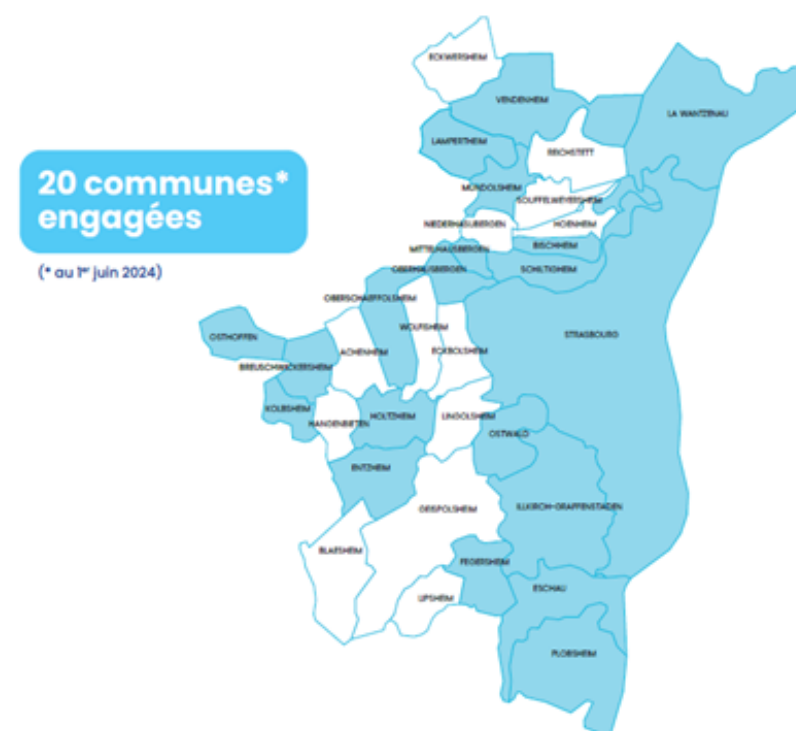 ECKWERSHEIM
VENDENHEIM
LA WANTZENAU
LAMPERTHEIM
REICHSTETT
20 communes*
engagées
MUNDOLSHEIM
SOUFFELWEYERSHEIM
NIEDERHAUSBERGEN
HOENHEIM
MITTELHAUSBERGEN
BISCHHEIM
(* au 1er juin 2024)
OBERHAUSBERGEN
SCHILTIGHEIM
OBERSCHAEFFOLSHEIM
WOLFISHEIM
STRASBOURG
OSTHOFFEN
ACHENHEIM
ECKBOLSHEIM
BREUSCHWICKERSHEIM
KOLBSHEIM
HANGENBIETEN
HOLTZHEIM
LINGOLSHEIM
OSTWALD
ENTZHEIM
GEISPOLSHEIM
ILLKIRCH-GRAFFENSTADEN
BLAESHEIM
FEGERSHEIM
ESCHAU
LIPSHEIM
PLOBSHEIM